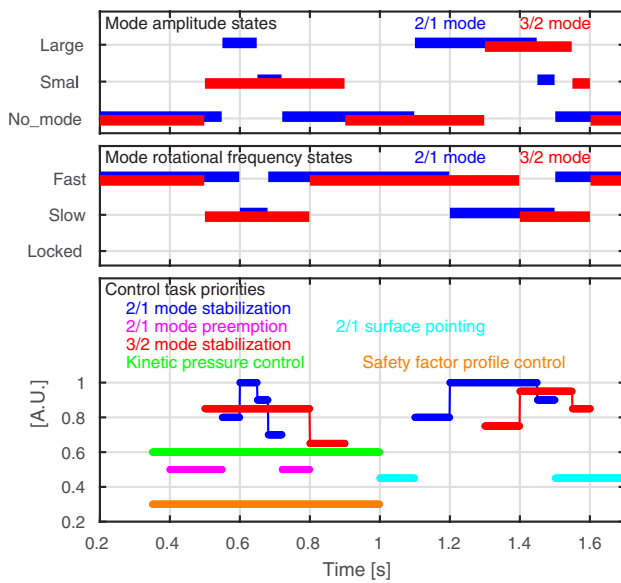 Mode amplitude states 2/1 mode 3/2 mode
Large
Smal
No_mode
Mode rotational frequency states 2/1 mode 3/2 mode
Fast
Slow
Locked
Control task priorities
2/1 mode stabilization
2/1 mode preemption 2/1 surface pointing
3/2 mode stabilization
Kinetic pressure control Safety factor profile control
[A.U.]
1
0.8
0.6
0.4
0.2
0.2 0.4 0.6 0.8 1 1.2 1.4 1.6
Time [s]